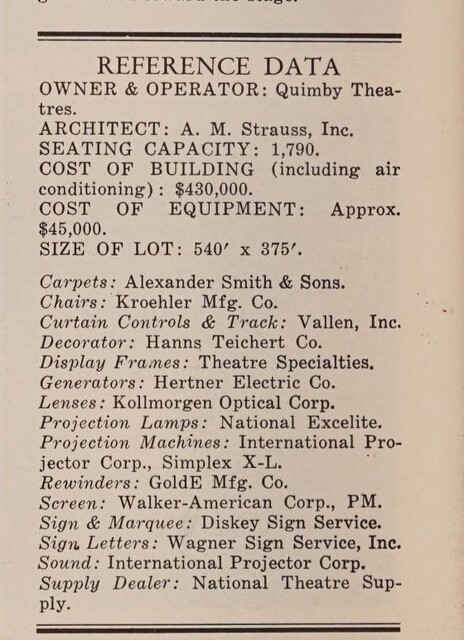 REFERENCE DATA
OWNER & OPERATOR: Quimby Thea-
tres.
ARCHITECT: A. M. Strauss, Inc.
SEATING CAPACITY: 1,790.
COST OF BUILDING (including air
conditioning): $430,000.
COST OF EQUIPMENT: Approx.
$45,000.
SIZE OF LOT: 540′ x 375′.
Carpets: Alexander Smith & Sons.
Chairs: Kroehler Mfg. Co.
Curtain Controls & Track: Vallen, Inc.
Decorator: Hanns Teichert Co.
Display Frames: Theatre Specialties.
Generators: Hertner Electric Co.
Lenses: Kollmorgen Optical Corp.
Projection Lamps: National Excelite.
Projection Machines: International Pro-
jector Corp., Simplex X-L.
Rewinders: GoldE Mfg. Co.
Screen: Walker-American Corp., PM.
Sign & Marquee: Diskey Sign Service.
Sign Letters: Wagner Sign Service, Inc.
Sound: International Projector Corp.
Supply Dealer: National Theatre Sup-
ply.